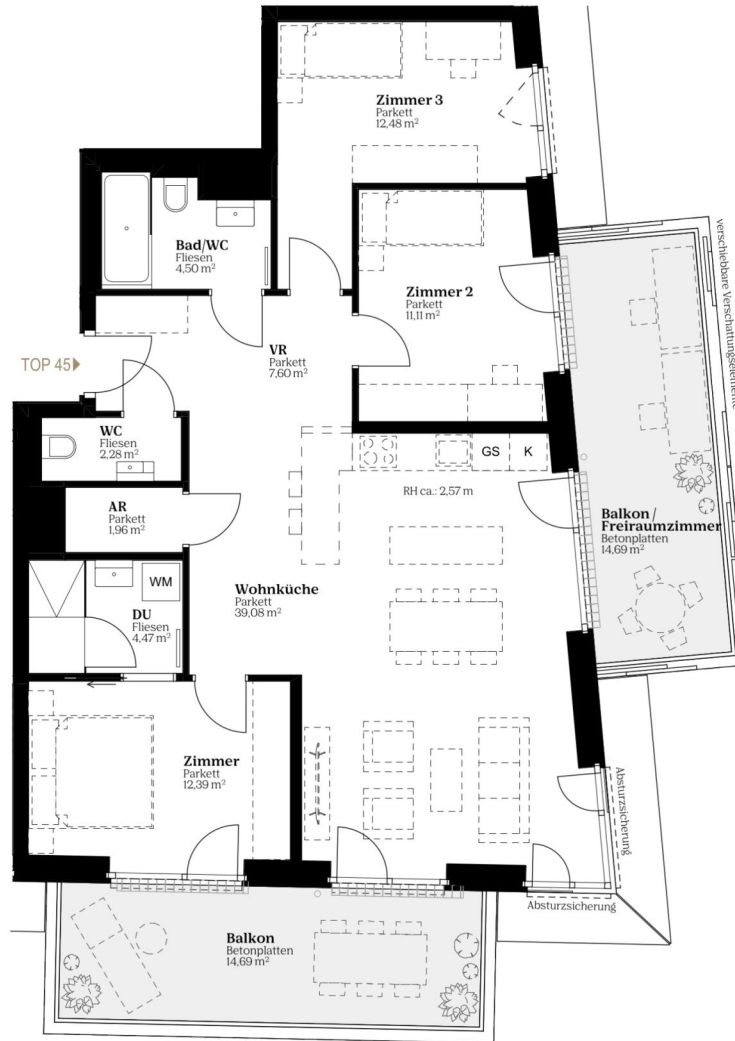 Zimmer 3
Parkett
12,48 m²
Bad/WC
Fliesen
4,50 m²
Zimmer 2
Parkett
11,11 m²
verschiebbare Verschattungselemente
VR
Parkett
7,60 m²
TOP 45
WC
Fliesen
2,28 m²
GS
K
RH ca.: 2,57 m
AR
Parkett
1,96 m²
Balkon /
Freiraumzimmer
Betonplatten
14,69 m²
WM
DU
Fliesen
4,47 m²
Wohnküche
Parkett
39,08 m²
Zimmer
Parkett
12,39 m²
Absturzsicherung
Absturzsicherung
Balkon
Betonplatten
14,69 m²